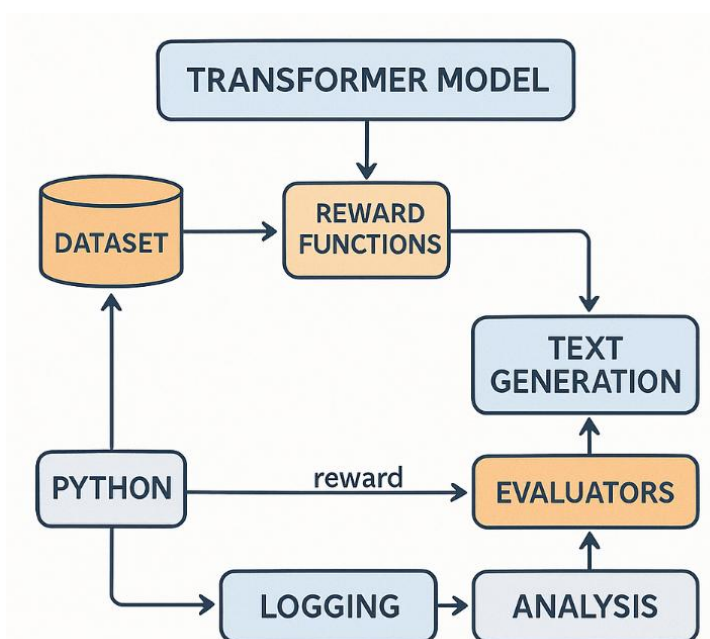 TRANSFORMER MODEL
DATASET
REWARD
FUNCTIONS
TEXT
GENERATION
PYTHON
reward
EVALUATORS
LOGGING
ANALYSIS